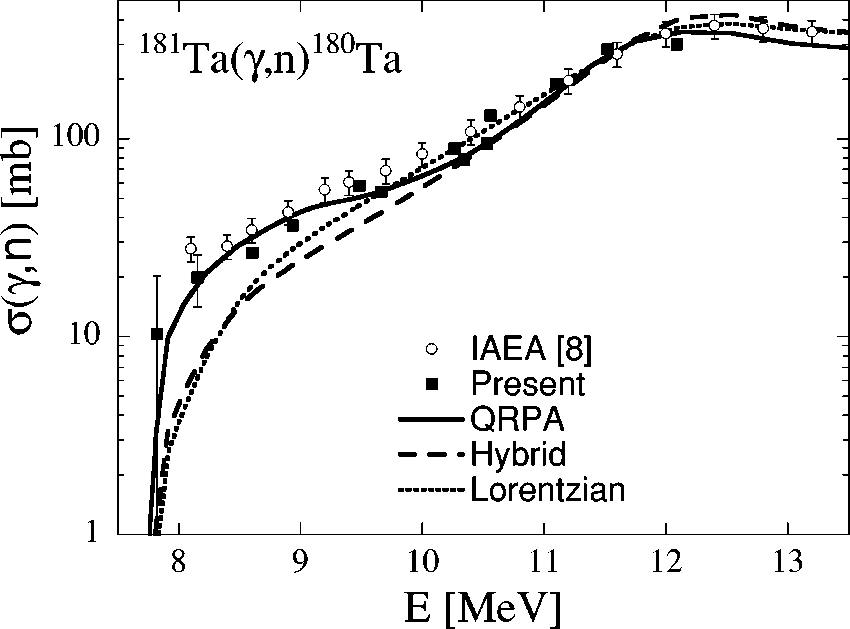 ¹⁸¹Ta(γ,n)¹⁸⁰Ta
σ(γ,n) [mb]
100
10
1
IAEA [8]
Present
QRPA
Hybrid
Lorentzian
8 9 10 11 12 13
E [MeV]